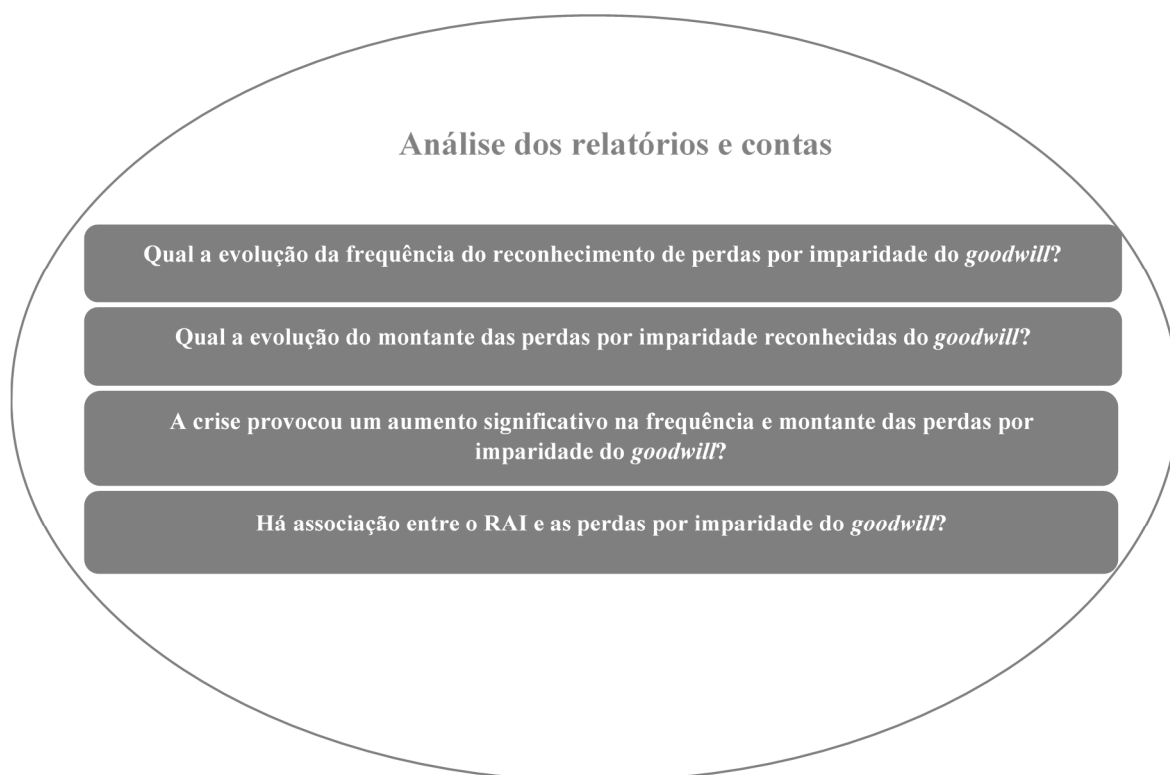 Análise dos relatórios e contas
Qual a evolução da frequência do reconhecimento de perdas por imparidade do goodwill?
Qual a evolução do montante das perdas por imparidade reconhecidas do goodwill?
A crise provocou um aumento significativo na frequência e montante das perdas por
imparidade do goodwill?
Há associação entre o RAI e as perdas por imparidade do goodwill?